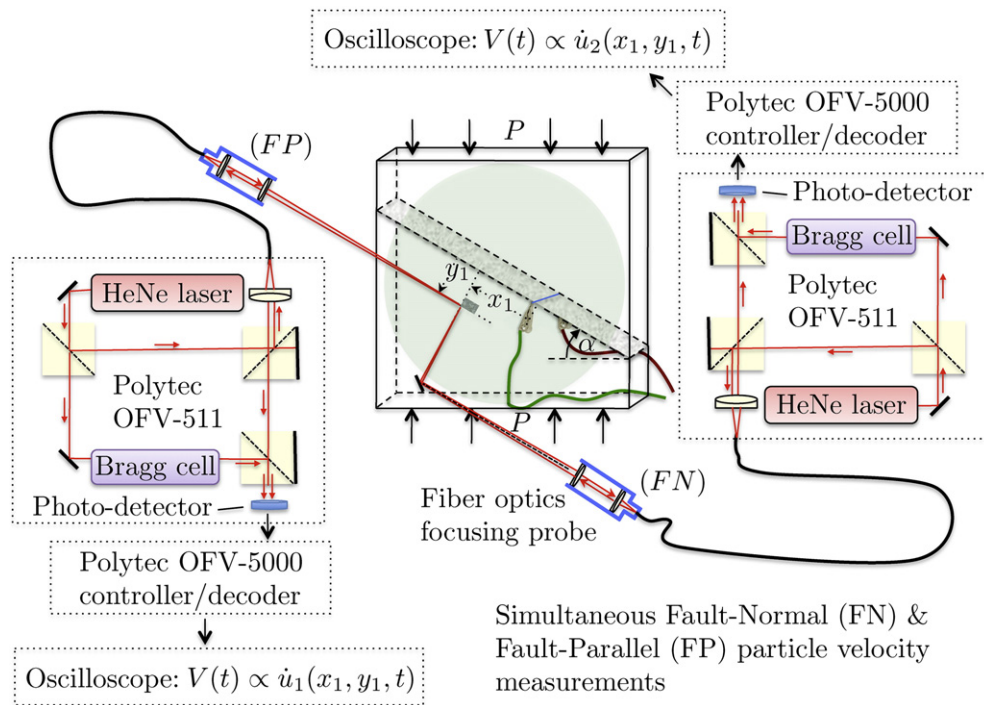 Oscilloscope: V(t) ∝ u̇₂(x₁, y₁, t)
Polytec OFV-5000
controller/decoder
(FP)
P
Photo-detector
Bragg cell
Polytec
OFV-511
HeNe laser
y₁
x₁
α
HeNe laser
Polytec
OFV-511
Bragg cell
Photo-detector
P
(FN)
Fiber optics
focusing probe
Polytec OFV-5000
controller/decoder
Oscilloscope: V(t) ∝ u̇₁(x₁, y₁, t)
Simultaneous Fault-Normal (FN) &
Fault-Parallel (FP) particle velocity
measurements